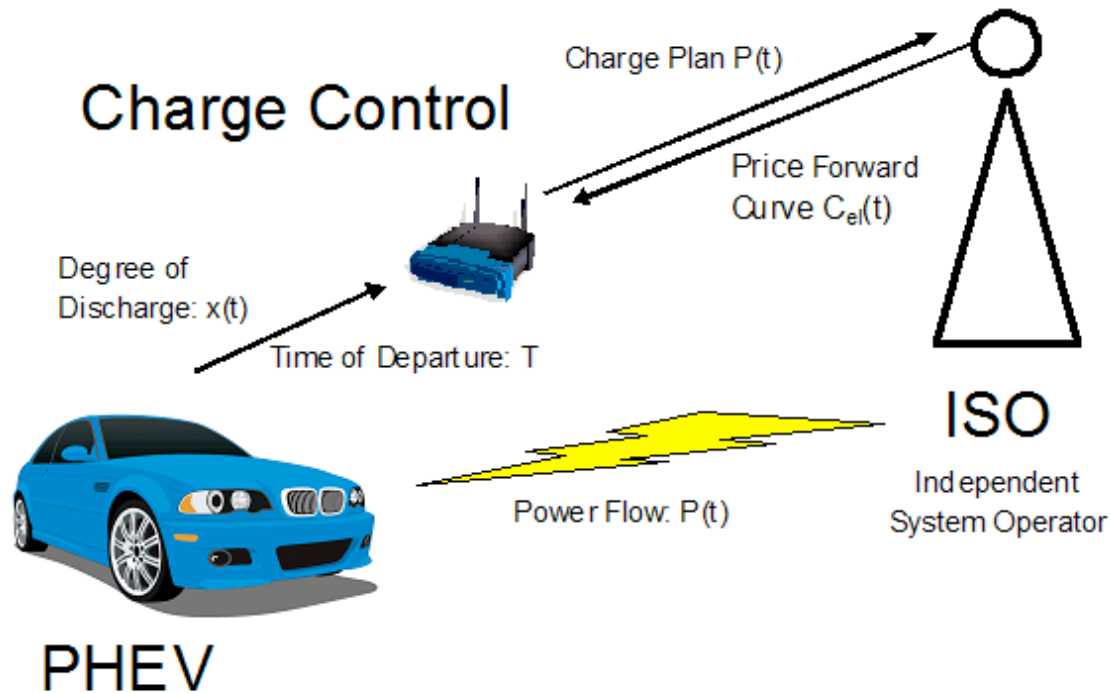 Charge Plan P(t)
Charge Control
Price Forward
Curve Cel(t)
Degree of
Discharge: x(t)
Time of Departure: T
ISO
Independent
System Operator
Power Flow: P(t)
PHEV